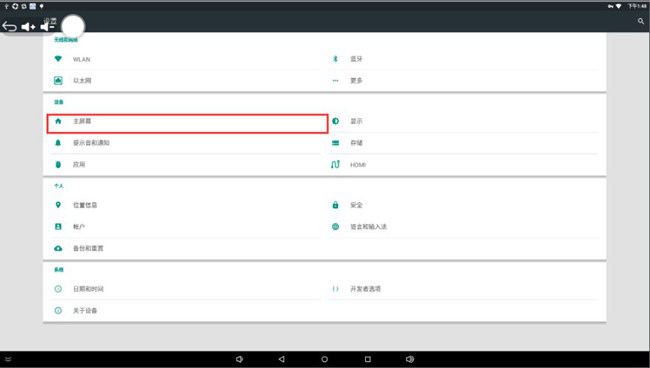 下午1:48
设置
无线和网络
WLAN
蓝牙
以太网
更多
设备
主屏幕
显示
提示音和通知
存储
应用
HDMI
个人
位置信息
安全
帐户
语言和输入法
备份和重置
系统
日期和时间
开发者选项
关于设备